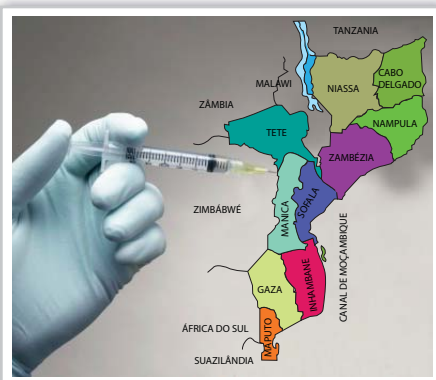 TANZANIA
MALAWI
NIASSA
CABO
DELGADO
ZÂMBIA
TETE
NAMPULA
ZAMBÉZIA
ZIMBÁBWÉ
MANICA
SOFALA
CANAL DE MOÇAMBIQUE
GAZA
INHAMBANE
ÁFRICA DO SUL
MAPUTO
SUAZILÂNDIA